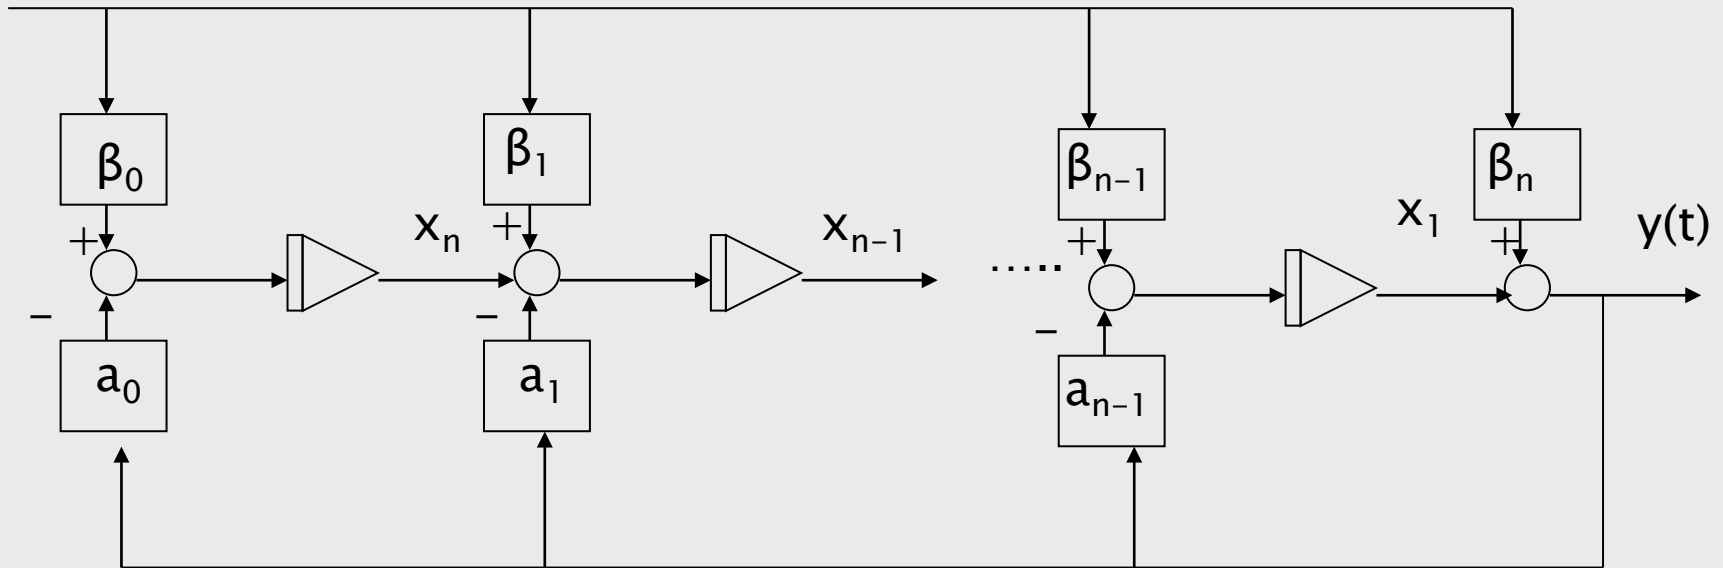 β₀ β₁ βₙ₋₁ βₙ
+ xₙ + xₙ₋₁ ..... + x₁ + y(t)
− − −
a₀ a₁ aₙ₋₁